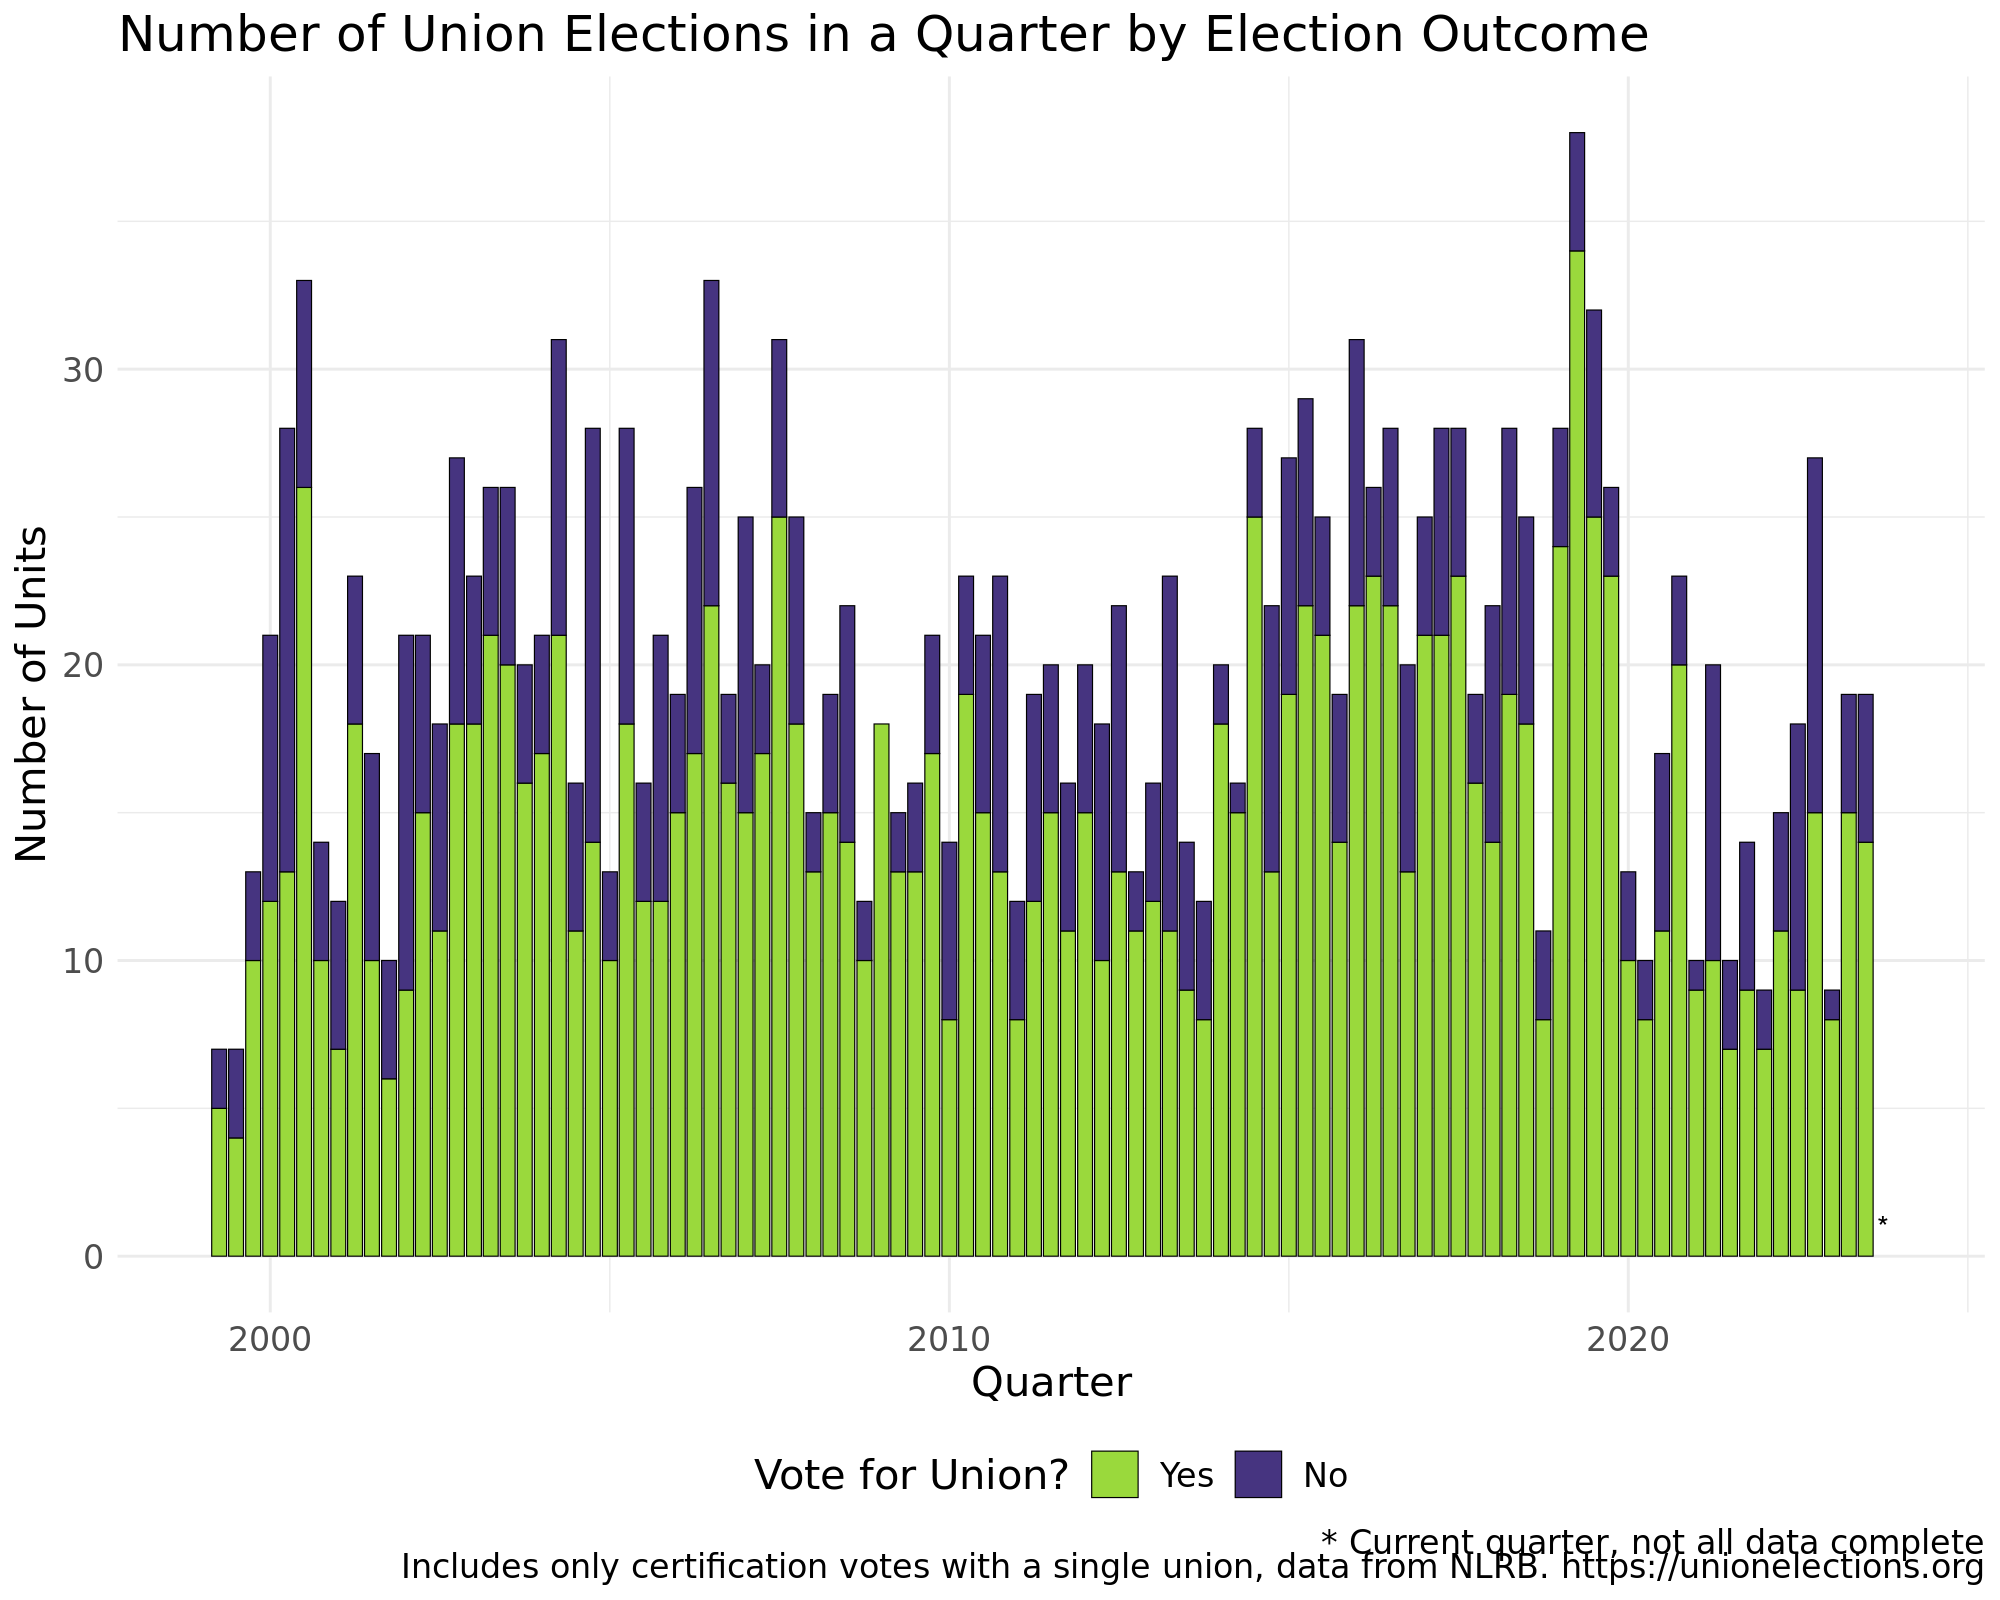 Number of Union Elections in a Quarter by Election Outcome
Number of Units
30
20
10
0
*
2000
2010
2020
Quarter
Vote for Union?
Yes
No
* Current quarter, not all data complete
Includes only certification votes with a single union, data from NLRB. https://unionelections.org